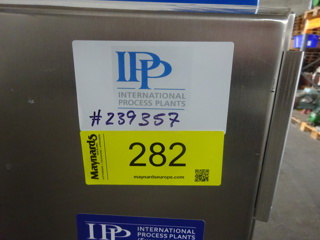 IPP
INTERNATIONAL
PROCESS PLANTS
#239357
Maynards
282
maynardseurope.com
IPP
INTERNATIONAL
PROCESS PLANTS